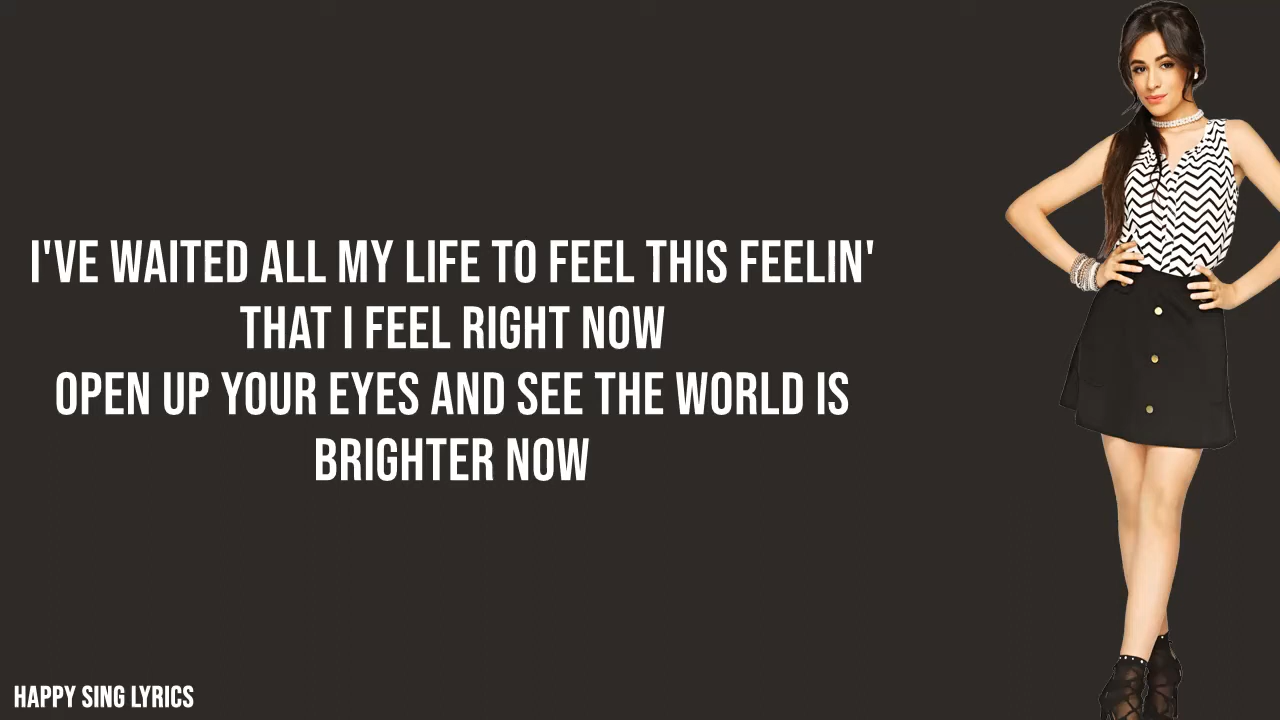 I'VE WAITED ALL MY LIFE TO FEEL THIS FEELIN'
THAT I FEEL RIGHT NOW
OPEN UP YOUR EYES AND SEE THE WORLD IS
BRIGHTER NOW
HAPPY SING LYRICS